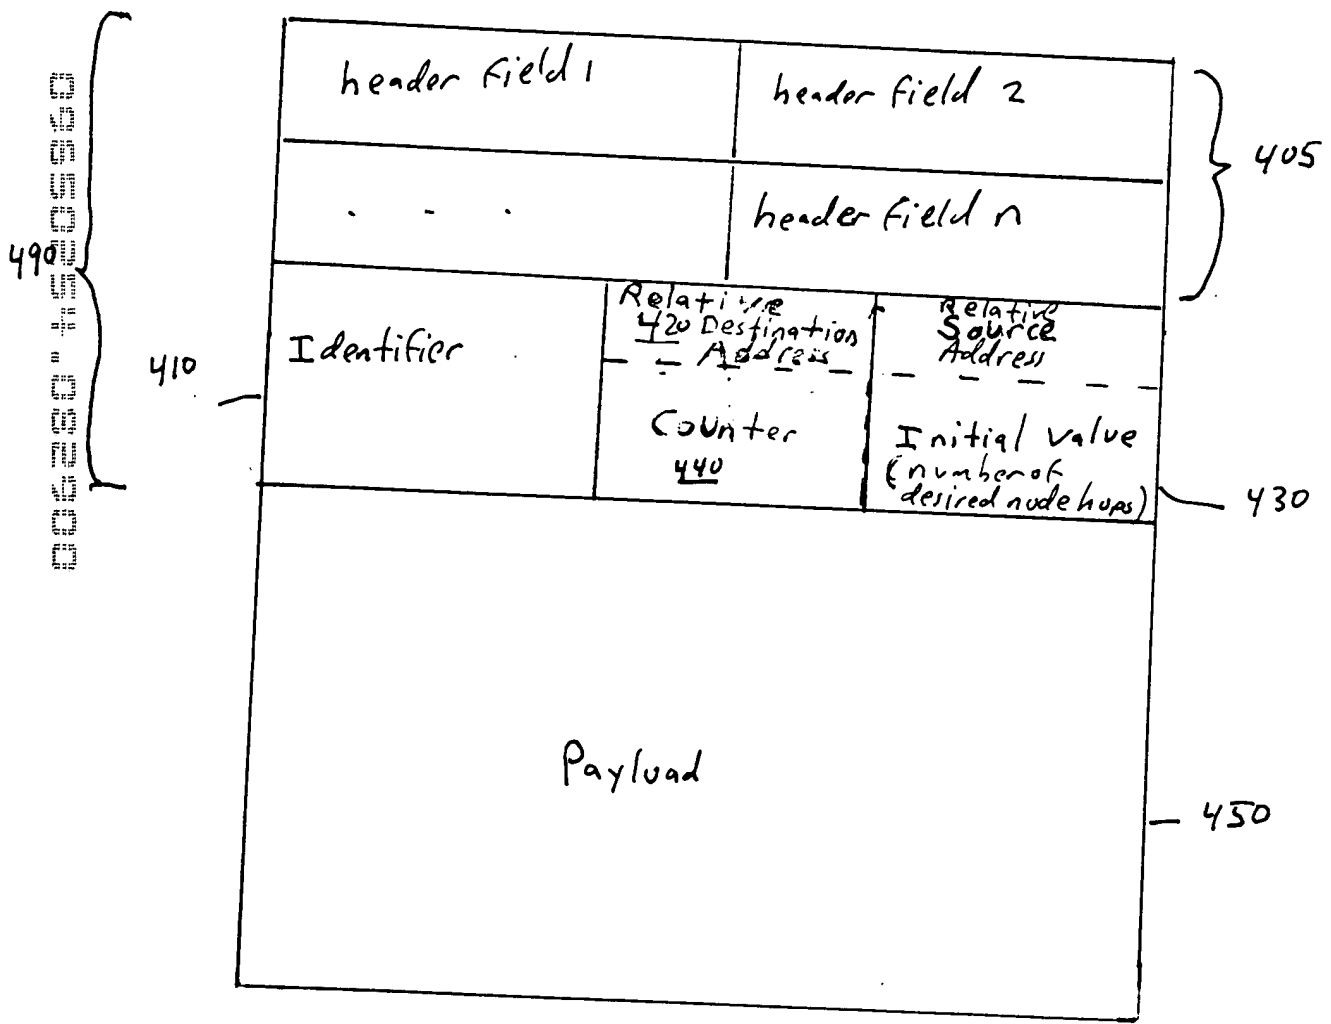 header field 1
header field 2
405
. . .
header field n
490
Identifier
410
Relative
420 Destination
Address
Relative
Source
Address
Counter
440
Initial value
(number of
desired node hops)
430
Payload
450